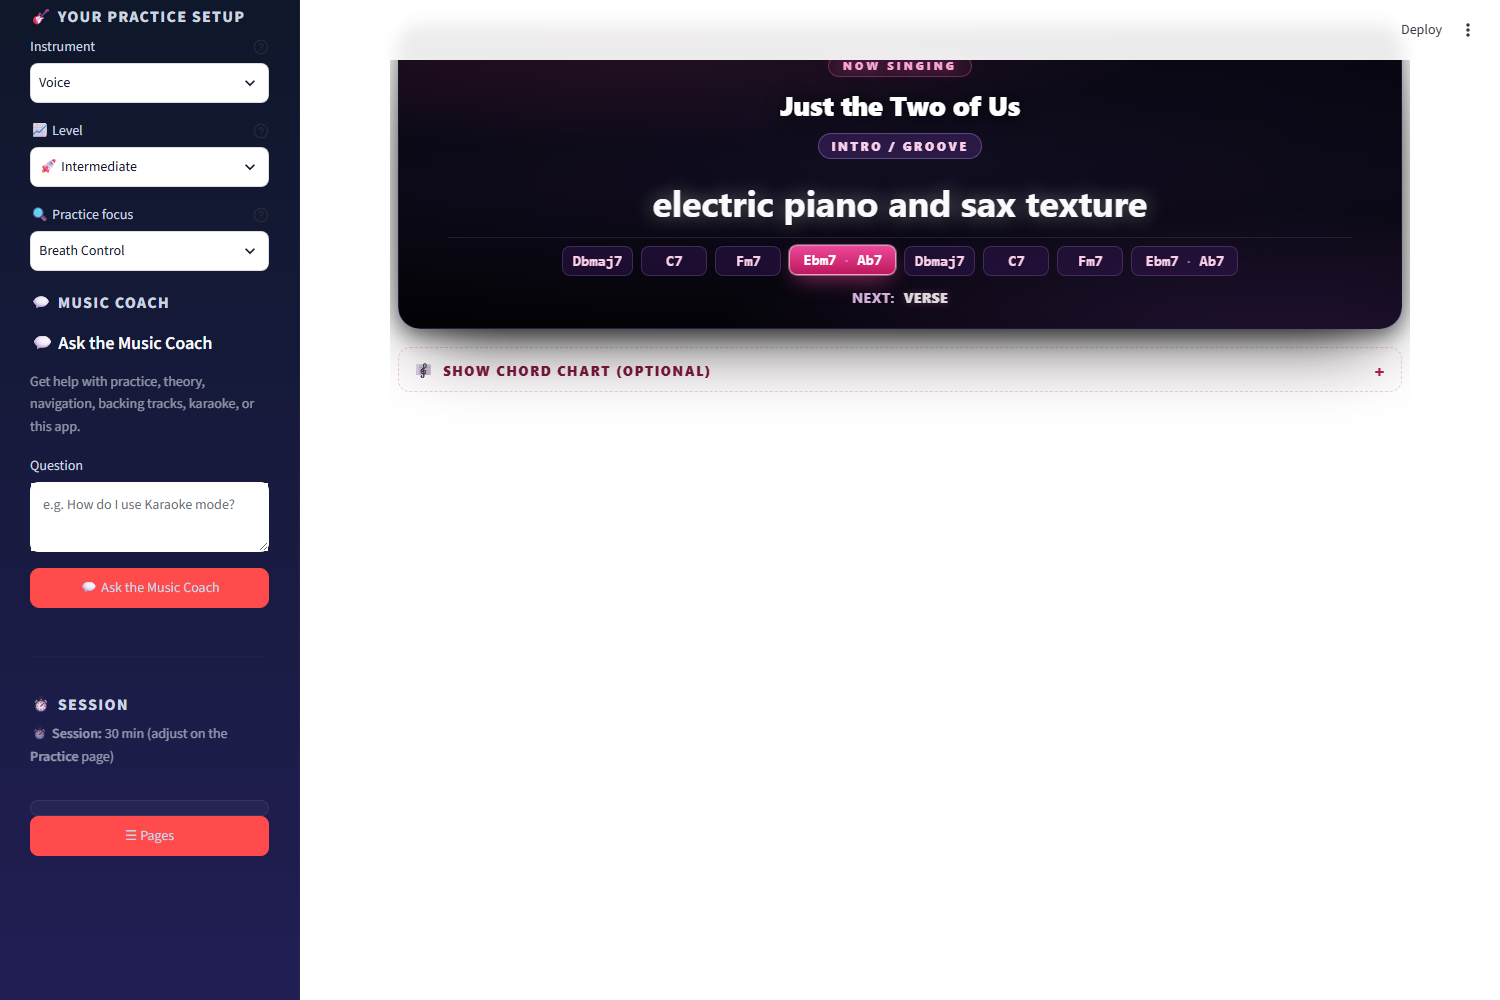 YOUR PRACTICE SETUP
Instrument
Voice
Level
Intermediate
Practice focus
Breath Control
MUSIC COACH
Ask the Music Coach
Get help with practice, theory,
navigation, backing tracks, karaoke, or
this app.
Question
e.g. How do I use Karaoke mode?
Ask the Music Coach
SESSION
Session: 30 min (adjust on the
Practice page)
☰ Pages
Deploy
NOW SINGING
Just the Two of Us
INTRO / GROOVE
electric piano and sax texture
Dbmaj7 C7 Fm7 Ebm7 · Ab7 Dbmaj7 C7 Fm7 Ebm7 · Ab7
NEXT: VERSE
SHOW CHORD CHART (OPTIONAL) +